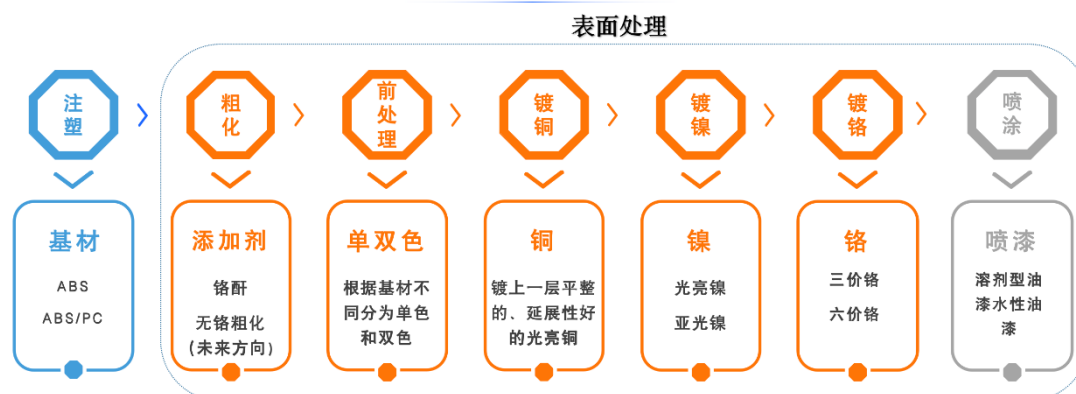 表面处理
注塑
粗化
前处理
镀铜
镀镍
镀铬
喷涂
基材
ABS
ABS/PC
添加剂
铬酐
无铬粗化
(未来方向)
单双色
根据基材不
同分为单色
和双色
铜
镀上一层平整
的、延展性好
的光亮铜
镍
光亮镍
亚光镍
铬
三价铬
六价铬
喷漆
溶剂型油
漆水性油
漆